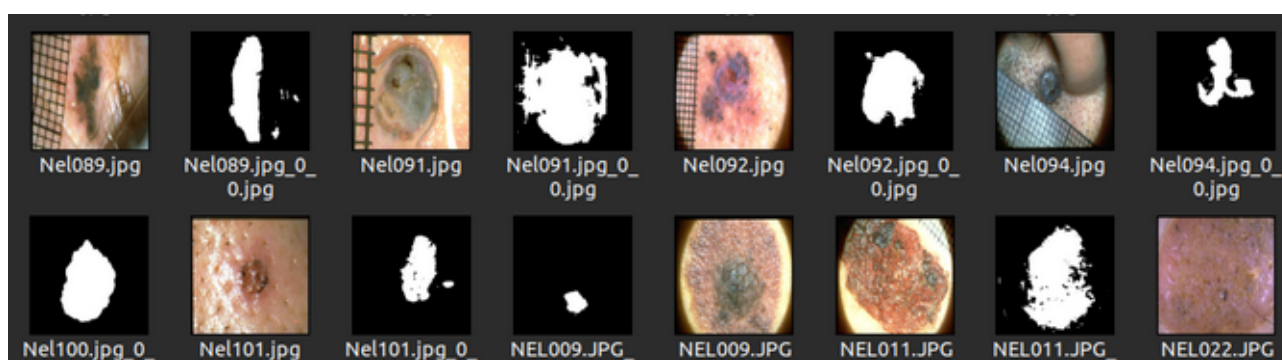 Nel089.jpg
Nel089.jpg_0_
0.jpg
Nel091.jpg
Nel091.jpg_0_
0.jpg
Nel092.jpg
Nel092.jpg_0_
0.jpg
Nel094.jpg
Nel094.jpg_0_
0.jpg
Nel100.jpg_0_
Nel101.jpg
Nel101.jpg_0_
NEL009.JPG_
NEL009.JPG
NEL011.JPG
NEL011.JPG_
NEL022.JPG